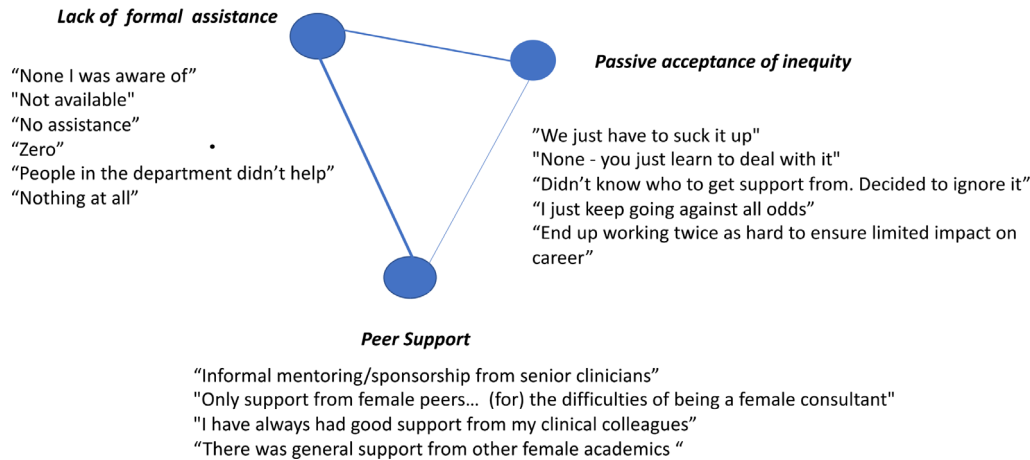 Lack of formal assistance
“None I was aware of”
"Not available"
“No assistance”
“Zero”
“People in the department didn’t help”
“Nothing at all”
Passive acceptance of inequity
”We just have to suck it up"
"None - you just learn to deal with it"
“Didn’t know who to get support from. Decided to ignore it”
“I just keep going against all odds”
“End up working twice as hard to ensure limited impact on
career”
Peer Support
“Informal mentoring/sponsorship from senior clinicians”
"Only support from female peers… (for) the difficulties of being a female consultant"
"I have always had good support from my clinical colleagues”
“There was general support from other female academics “